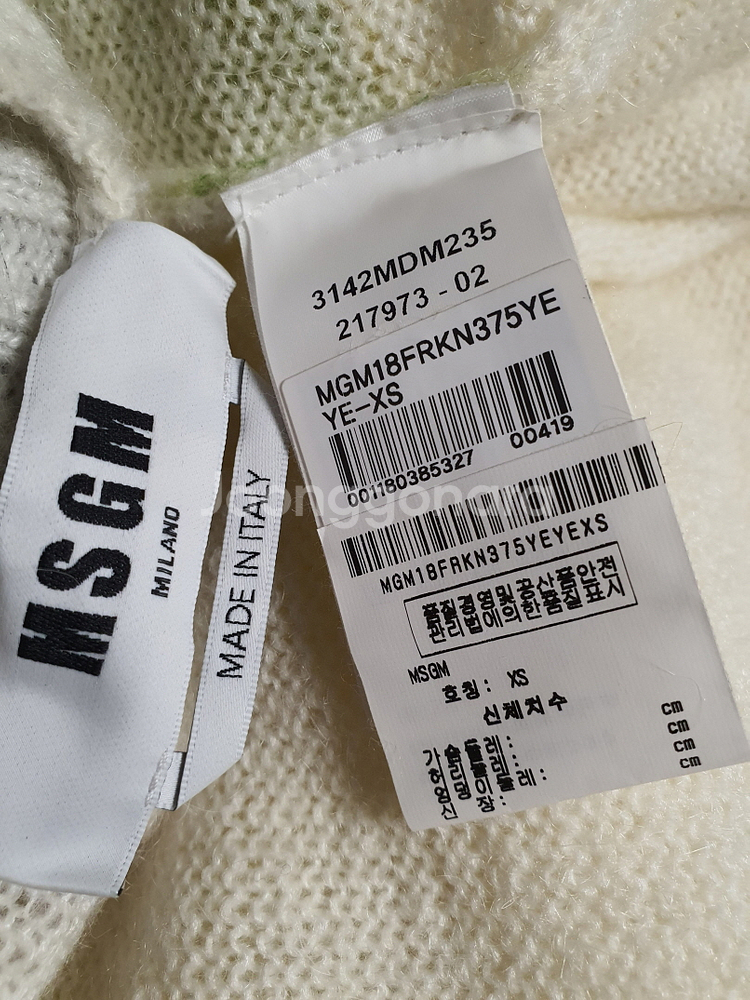 MSGM
MILANO
MADE IN ITALY
3142MDM235
217973 - 02
MGM18FRKN375YE
YE-XS
001180385327
00419
MGM18FRKN375YEYEXS
품질경영및공산품안전
관리법에의한품질표시
MSGM
호칭: XS
신체치수
가슴둘레: cm
허리둘레: cm
엉덩이둘레: cm
신 장: cm
Joonggonara